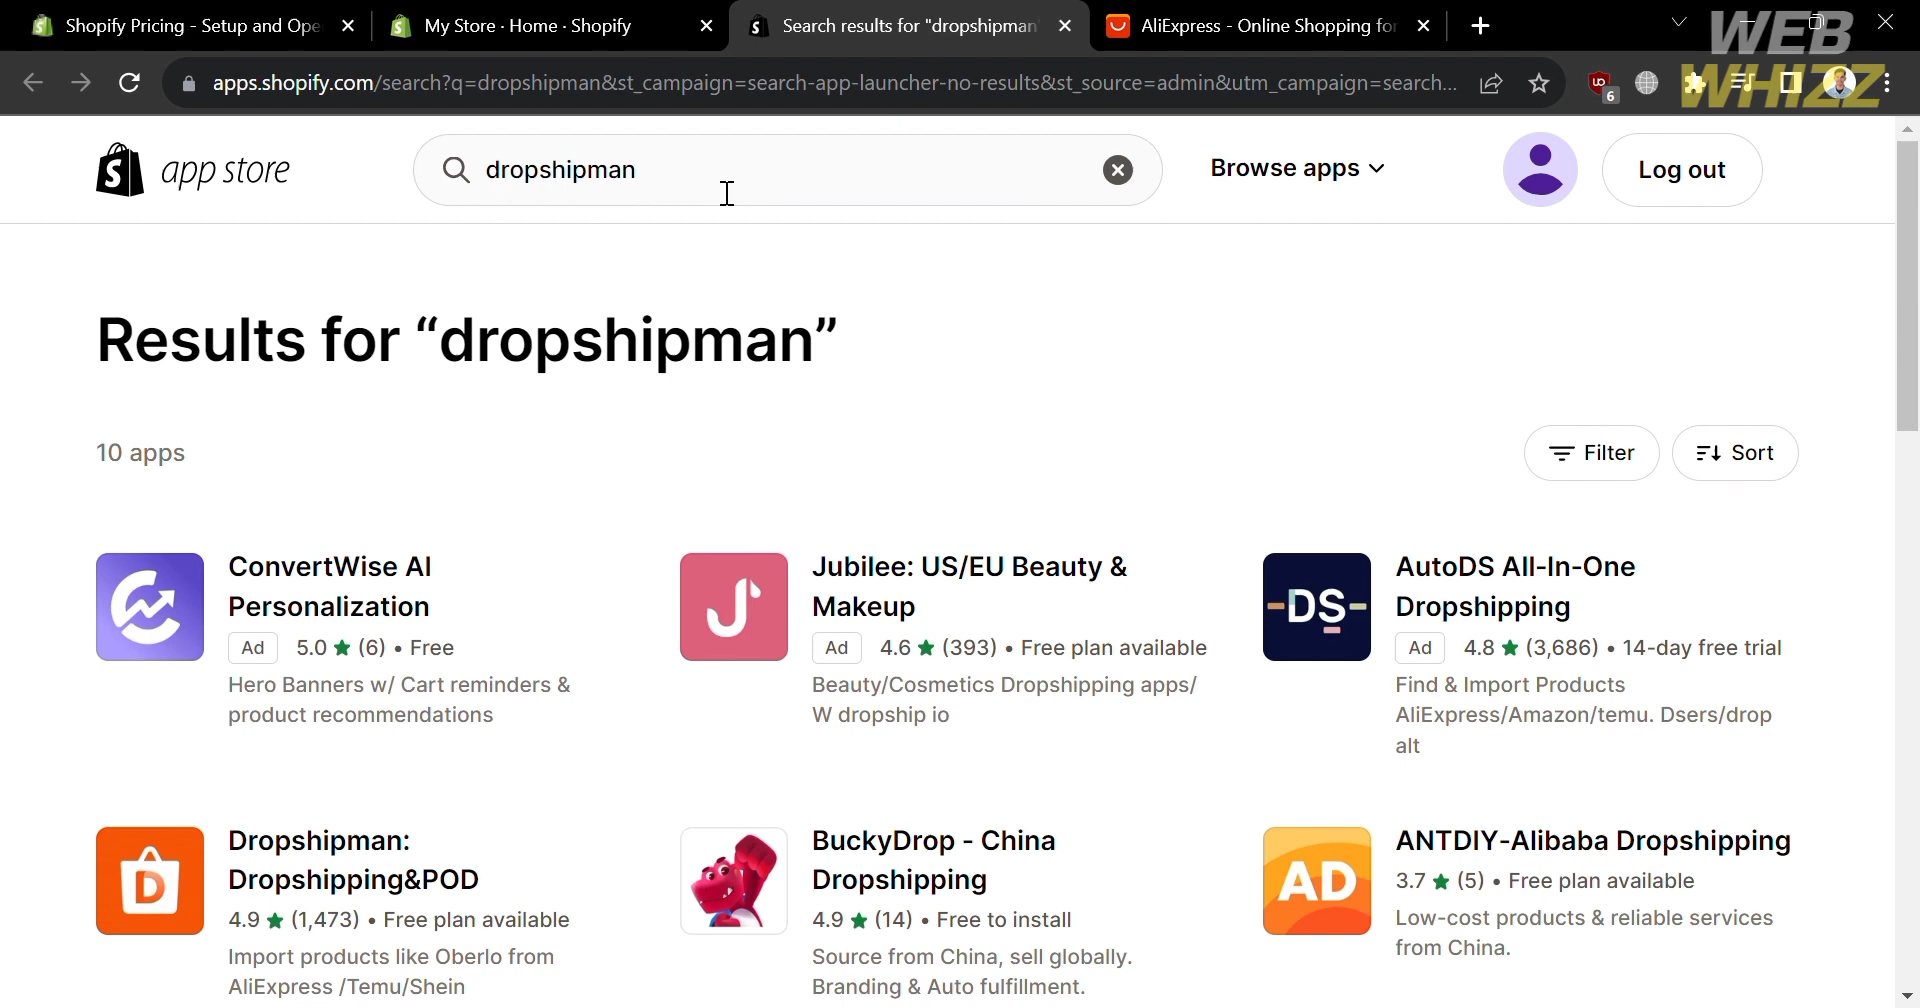 Shopify Pricing - Setup and Ope
My Store · Home · Shopify
Search results for "dropshipman
AliExpress - Online Shopping for
WEB
WHIZZ
apps.shopify.com/search?q=dropshipman&st_campaign=search-app-launcher-no-results&st_source=admin&utm_campaign=search...
6
app store
dropshipman
Browse apps
Log out
Results for “dropshipman”
10 apps
Filter
Sort
ConvertWise AI
Personalization
Ad 5.0 ★ (6) • Free
Hero Banners w/ Cart reminders &
product recommendations
Jubilee: US/EU Beauty &
Makeup
Ad 4.6 ★ (393) • Free plan available
Beauty/Cosmetics Dropshipping apps/
W dropship io
DS
AutoDS All-In-One
Dropshipping
Ad 4.8 ★ (3,686) • 14-day free trial
Find & Import Products
AliExpress/Amazon/temu. Dsers/drop
alt
D
Dropshipman:
Dropshipping&POD
4.9 ★ (1,473) • Free plan available
Import products like Oberlo from
AliExpress /Temu/Shein
BuckyDrop - China
Dropshipping
4.9 ★ (14) • Free to install
Source from China, sell globally.
Branding & Auto fulfillment.
AD
ANTDIY-Alibaba Dropshipping
3.7 ★ (5) • Free plan available
Low-cost products & reliable services
from China.